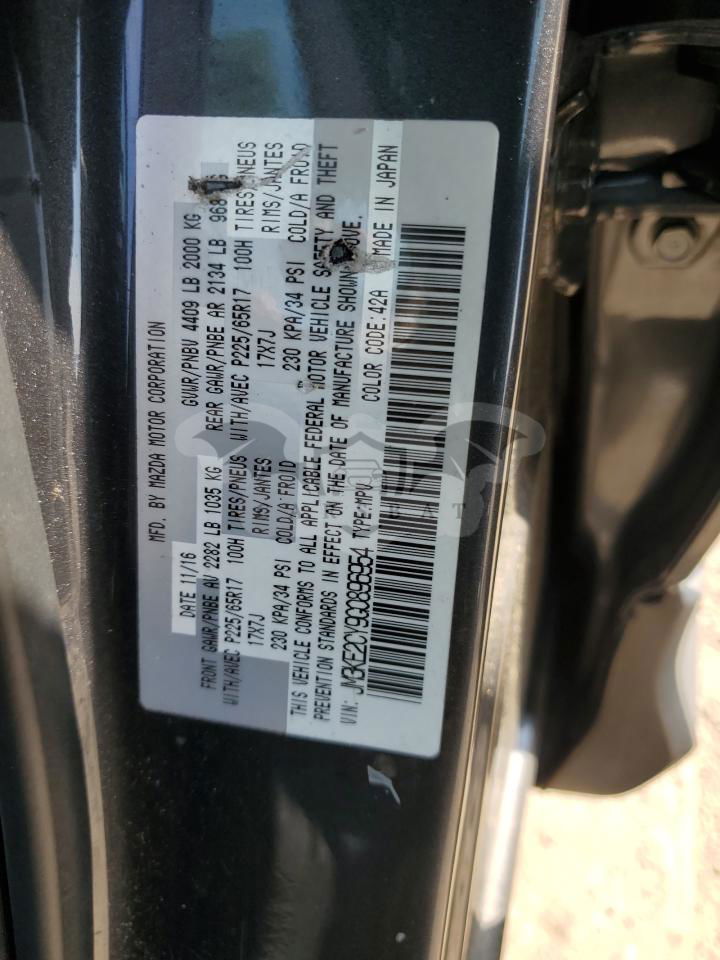 MFD. BY MAZDA MOTOR CORPORATION
DATE 11/16 GVWR/PNBV 4409 LB 2000 KG
FRONT GAWR/PNBE AV 2282 LB 1035 KG REAR GAWR/PNBE AR 2134 LB 968
WITH/AVEC P225/65R17 100H TIRES/PNEUS WITH/AVEC P225/65R17 100H TIRES/PNEUS
17X7J RIMS/JANTES 17X7J RIMS/JANTES
230 KPA/34 PSI COLD/A FROID 230 KPA/34 PSI COLD/A FROID
THIS VEHICLE CONFORMS TO ALL APPLICABLE FEDERAL MOTOR VEHICLE SAFETY AND THEFT
PREVENTION STANDARDS IN EFFECT ON THE DATE OF MANUFACTURE SHOWN ABOVE.
VIN: JM3KE2CY9G0896954 TYPE:MPR COLOR CODE:42A MADE IN JAPAN